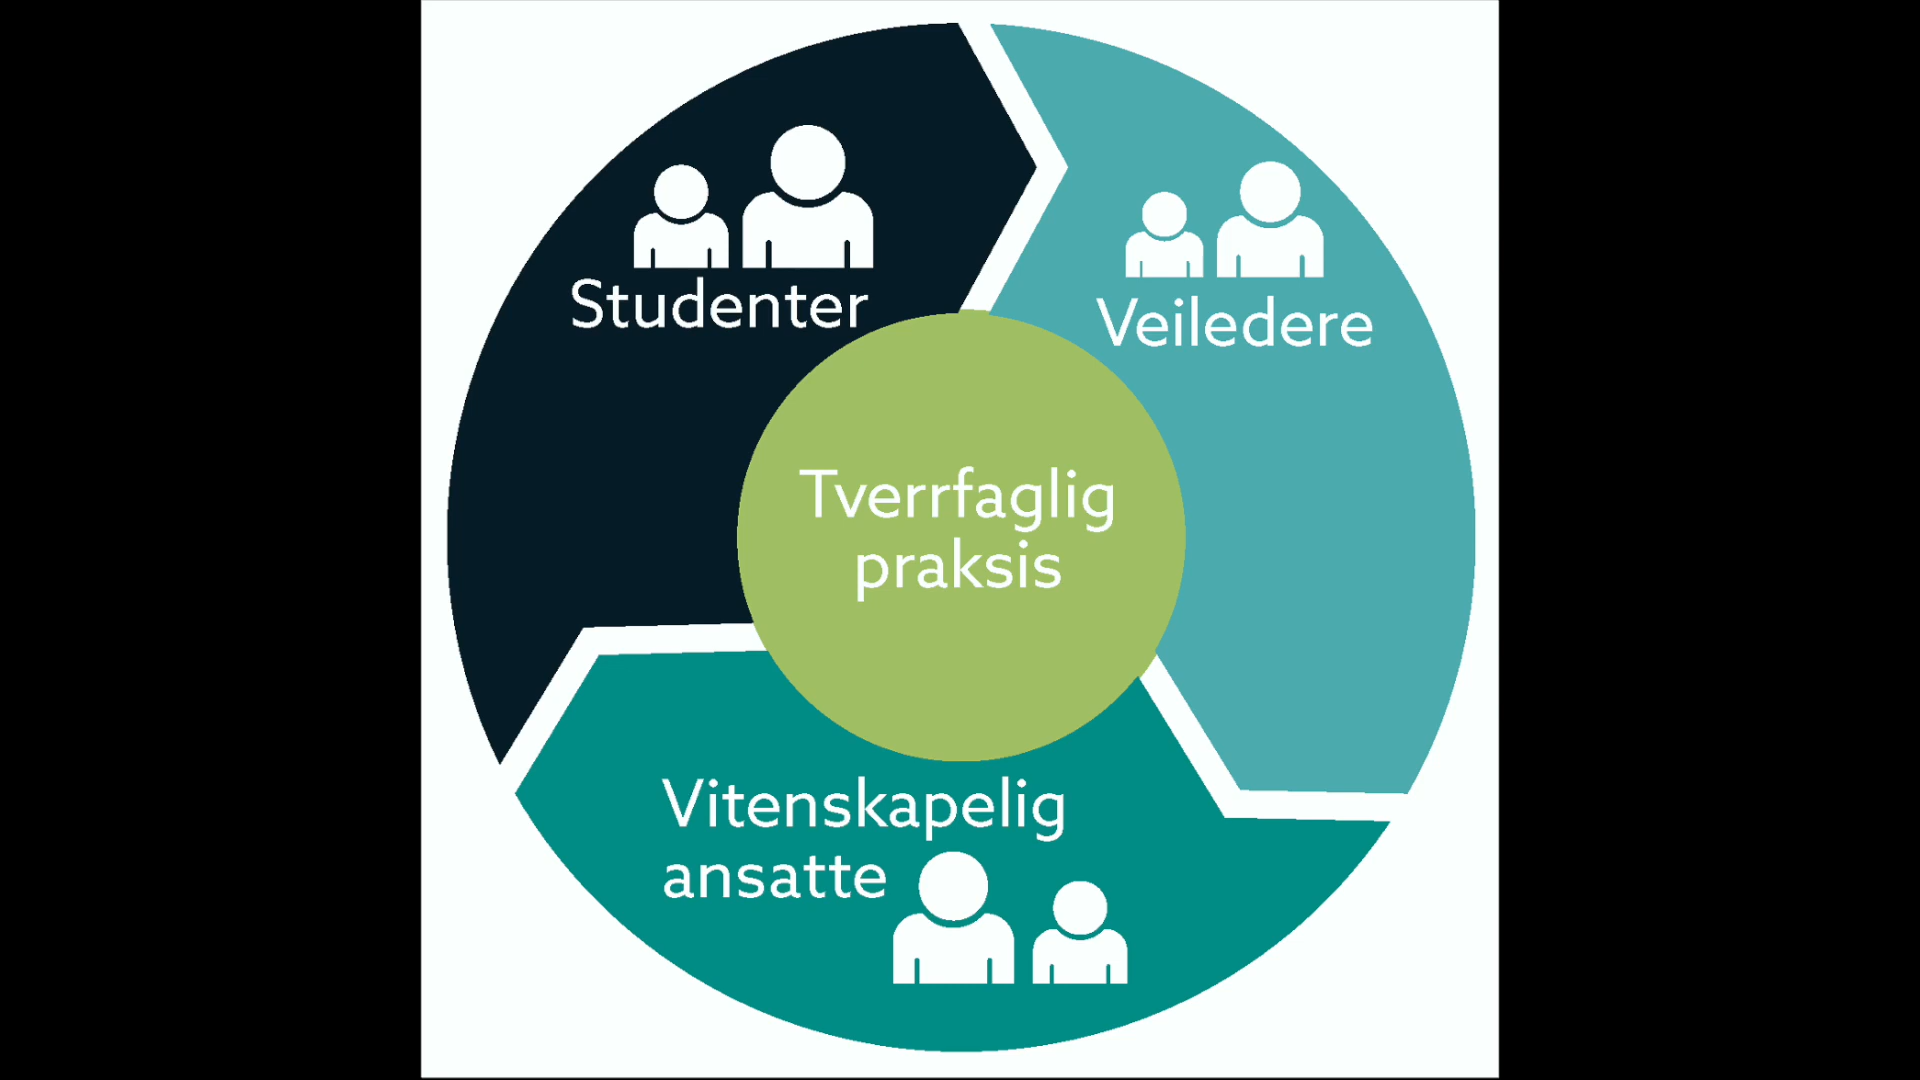 Studenter
Veiledere
Tverrfaglig
praksis
Vitenskapelig
ansatte